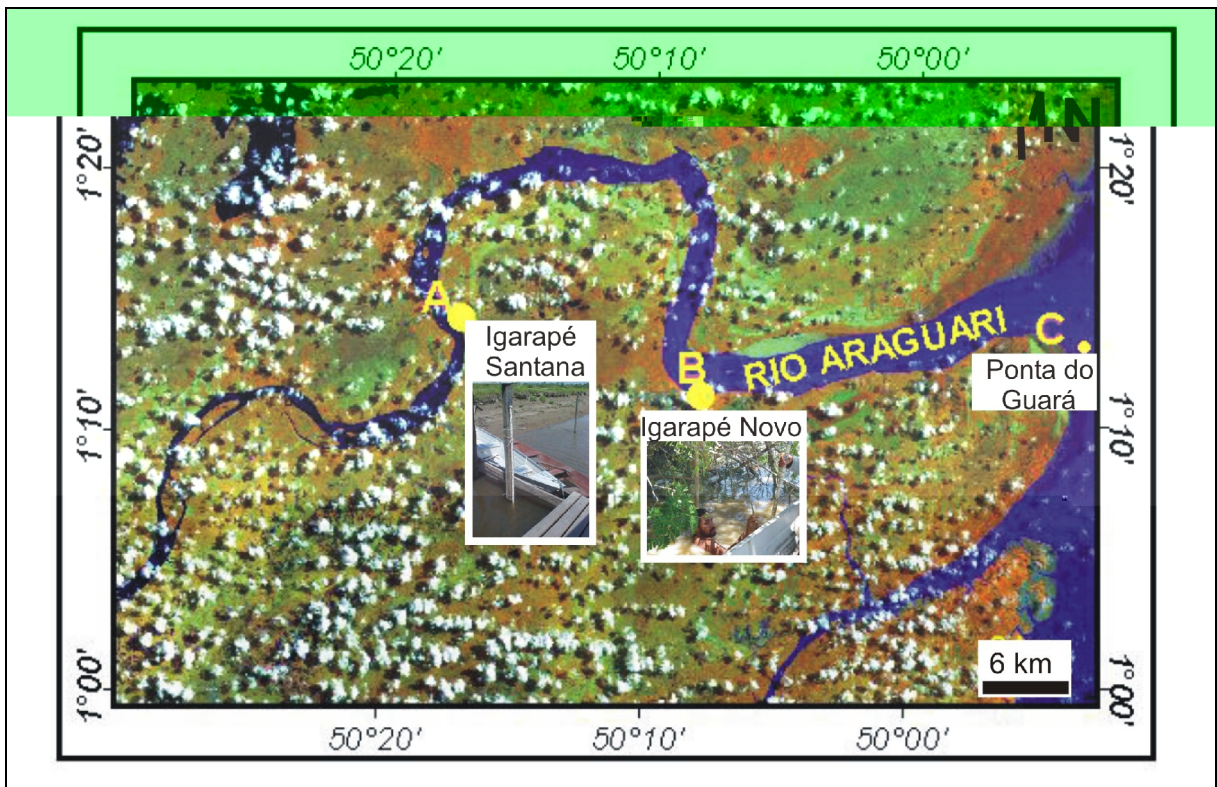 50°20' 50°10' 50°00'
N
1°20' 1°20'
A
Igarapé
Santana
RIO ARAGUARI
C
B
Ponta do
Guará
Igarapé Novo
1°10' 1°10'
6 km
1°00' 1°00'
50°20' 50°10' 50°00'